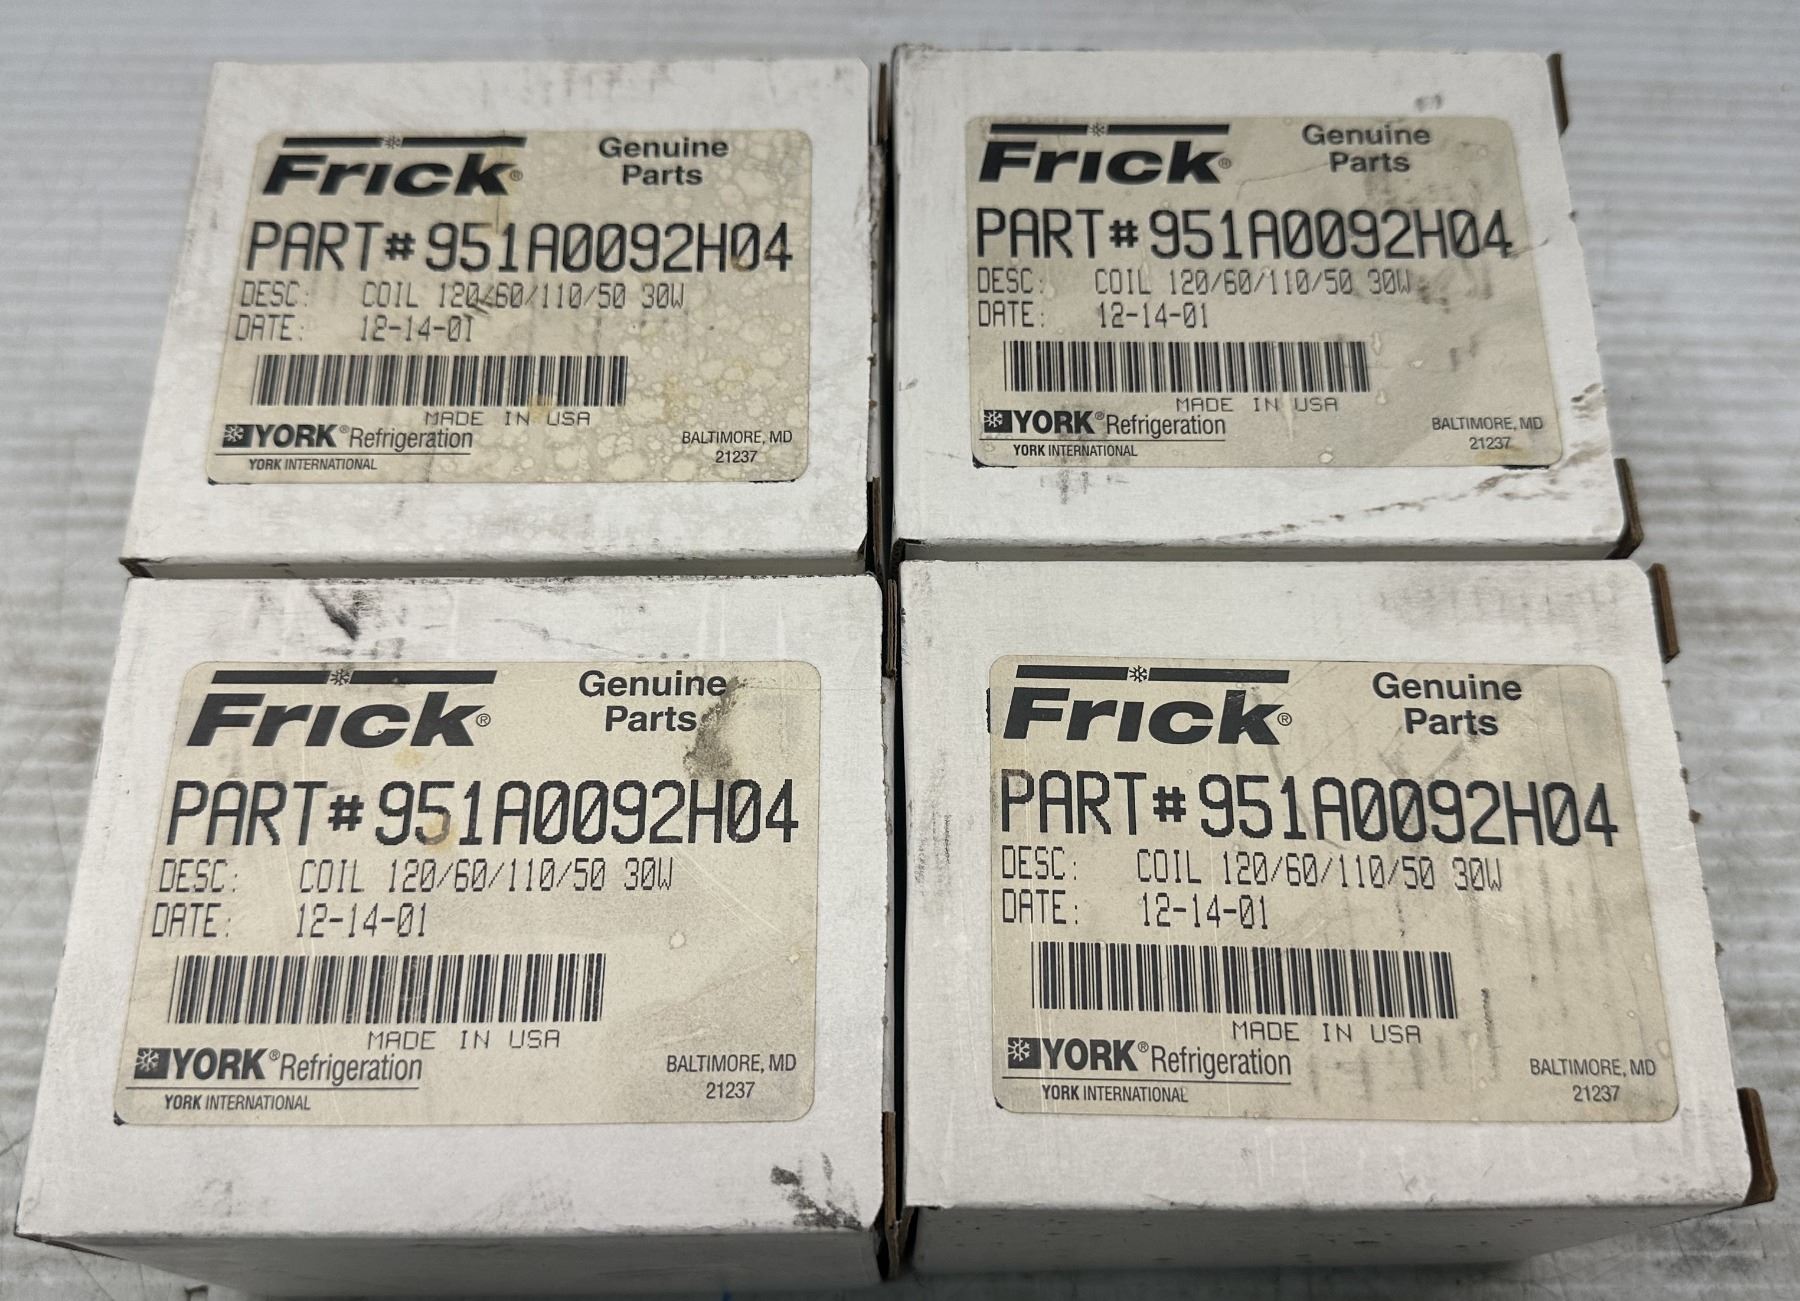 Frick® Genuine Parts
PART# 951A0092H04
DESC: COIL 120/60/110/50 30W
DATE: 12-14-01
MADE IN USA
YORK® Refrigeration
YORK INTERNATIONAL
BALTIMORE, MD
21237
Frick® Genuine Parts
PART# 951A0092H04
DESC: COIL 120/60/110/50 30W
DATE: 12-14-01
MADE IN USA
YORK® Refrigeration
YORK INTERNATIONAL
BALTIMORE, MD
21237
Frick® Genuine Parts
PART# 951A0092H04
DESC: COIL 120/60/110/50 30W
DATE: 12-14-01
MADE IN USA
YORK® Refrigeration
YORK INTERNATIONAL
BALTIMORE, MD
21237
Frick® Genuine Parts
PART# 951A0092H04
DESC: COIL 120/60/110/50 30W
DATE: 12-14-01
MADE IN USA
YORK® Refrigeration
YORK INTERNATIONAL
BALTIMORE, MD
21237